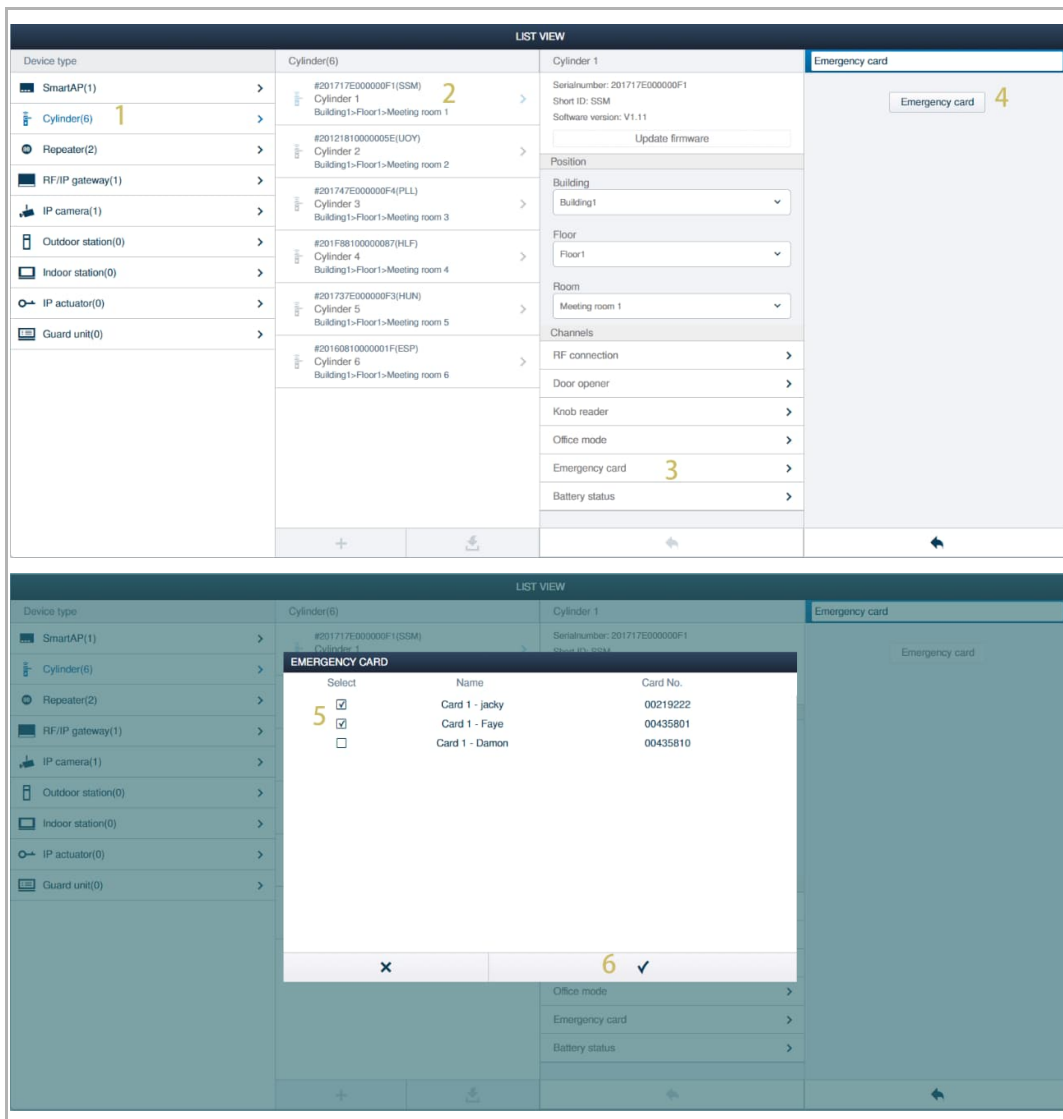 LIST VIEW
Device type
SmartAP(1)
Cylinder(6) 1
Repeater(2)
RF/IP gateway(1)
IP camera(1)
Outdoor station(0)
Indoor station(0)
IP actuator(0)
Guard unit(0)
Cylinder(6)
#201717E000000F1(SSM)
Cylinder 1 2
Building1>Floor1>Meeting room 1
#20121810000005E(UOY)
Cylinder 2
Building1>Floor1>Meeting room 2
#201747E000000F4(PLL)
Cylinder 3
Building1>Floor1>Meeting room 3
#201F88100000087(HLF)
Cylinder 4
Building1>Floor1>Meeting room 4
#201737E000000F3(HUN)
Cylinder 5
Building1>Floor1>Meeting room 5
#20160810000001F(ESP)
Cylinder 6
Building1>Floor1>Meeting room 6
Cylinder 1
Serialnumber: 201717E000000F1
Short ID: SSM
Software version: V1.11
Update firmware
Position
Building
Building1
Floor
Floor1
Room
Meeting room 1
Channels
RF connection
Door opener
Knob reader
Office mode
Emergency card 3
Battery status
Emergency card
Emergency card 4
LIST VIEW
Device type
SmartAP(1)
Cylinder(6)
Repeater(2)
RF/IP gateway(1)
IP camera(1)
Outdoor station(0)
Indoor station(0)
IP actuator(0)
Guard unit(0)
Cylinder(6)
#201717E000000F1(SSM)
Cylinder 1
Cylinder 1
Serialnumber: 201717E000000F1
Short ID: SSM
Emergency card
Emergency card
EMERGENCY CARD
Select Name Card No.
Card 1 - jacky 00219222
5 Card 1 - Faye 00435801
Card 1 - Damon 00435810
6
Office mode
Emergency card
Battery status